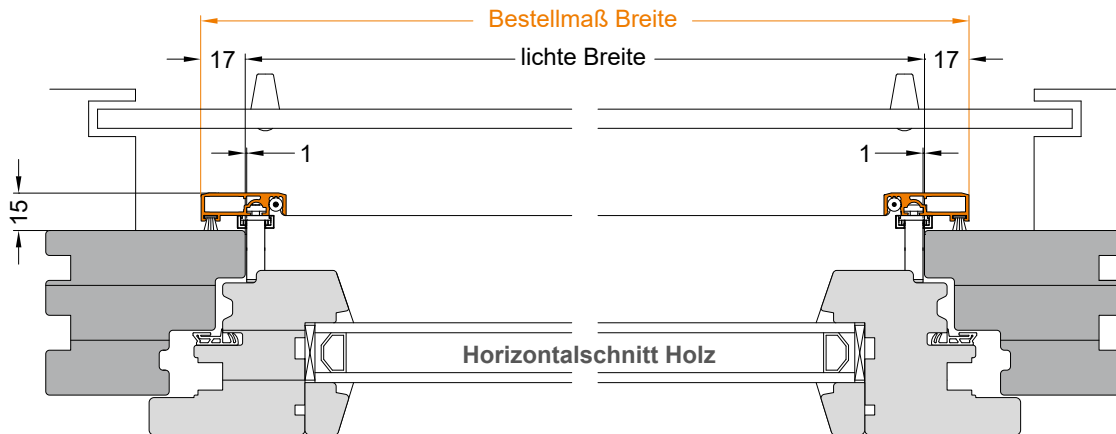 Bestellmaß Breite
17 lichte Breite 17
1 1
15
Horizontalschnitt Holz